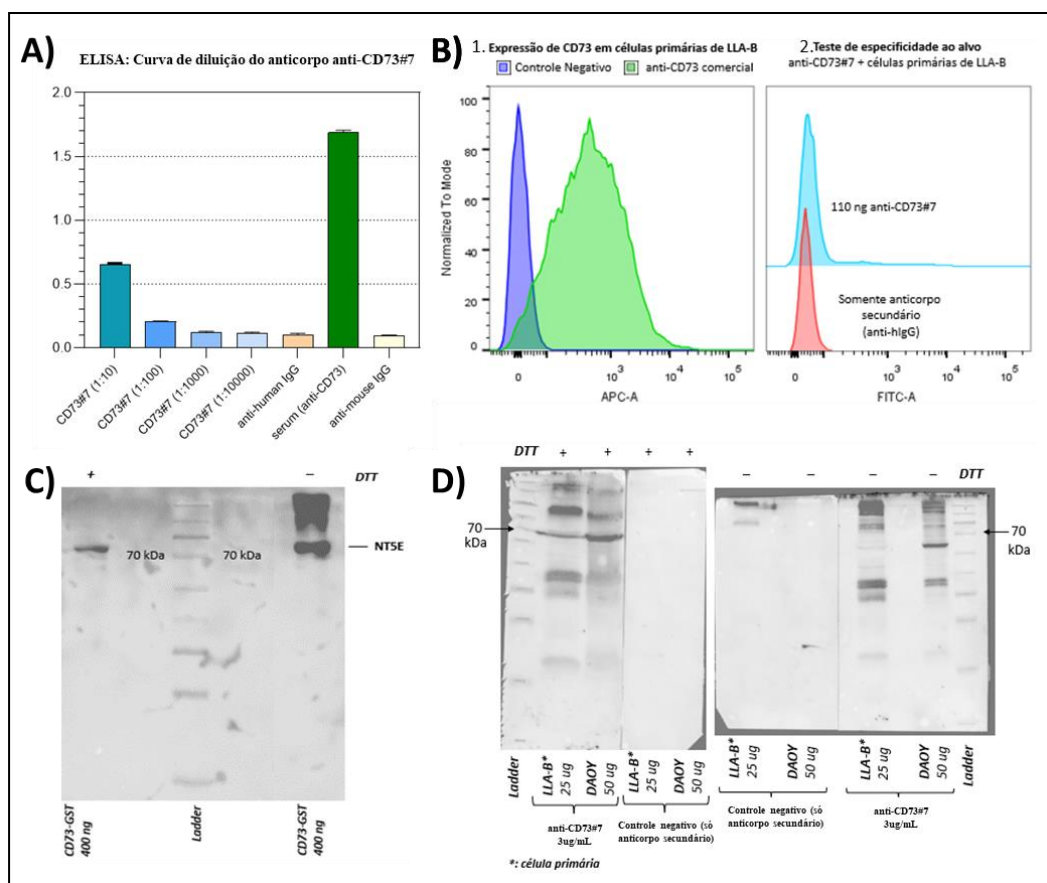 A)
ELISA: Curva de diluição do anticorpo anti-CD73#7
2.0
1.5
1.0
0.5
0.0
CD73#7 (1:10)
CD73#7 (1:100)
CD73#7 (1:1000)
CD73#7 (1:10000)
anti-human IgG
serum (anti-CD73)
anti-mouse IgG
B)
1. Expressão de CD73 em células primárias de LLA-B
Controle Negativo
anti-CD73 comercial
Normalized To Mode
100
80
60
40
20
0
0
10³
10⁴
10⁵
APC-A
2. Teste de especificidade ao alvo
anti-CD73#7 + células primárias de LLA-B
110 ng anti-CD73#7
Somente anticorpo
secundário
(anti-hIgG)
0
10³
10⁴
10⁵
FITC-A
C)
+
–
DTT
70 kDa
70 kDa
NT5E
CD73-GST
400 ng
Ladder
CD73-GST
400 ng
D)
DTT
+
+
+
+
70
kDa
Ladder
LLA-B*
25 ug
DAOY
50 ug
LLA-B*
25 ug
DAOY
50 ug
anti-CD73#7
3ug/mL
Controle negativo (só
anticorpo secundário)
*: célula primária
–
–
–
–
DTT
70
kDa
LLA-B*
25 ug
DAOY
50 ug
LLA-B*
25 ug
DAOY
50 ug
Ladder
Controle negativo (só
anticorpo secundário)
anti-CD73#7
3ug/mL